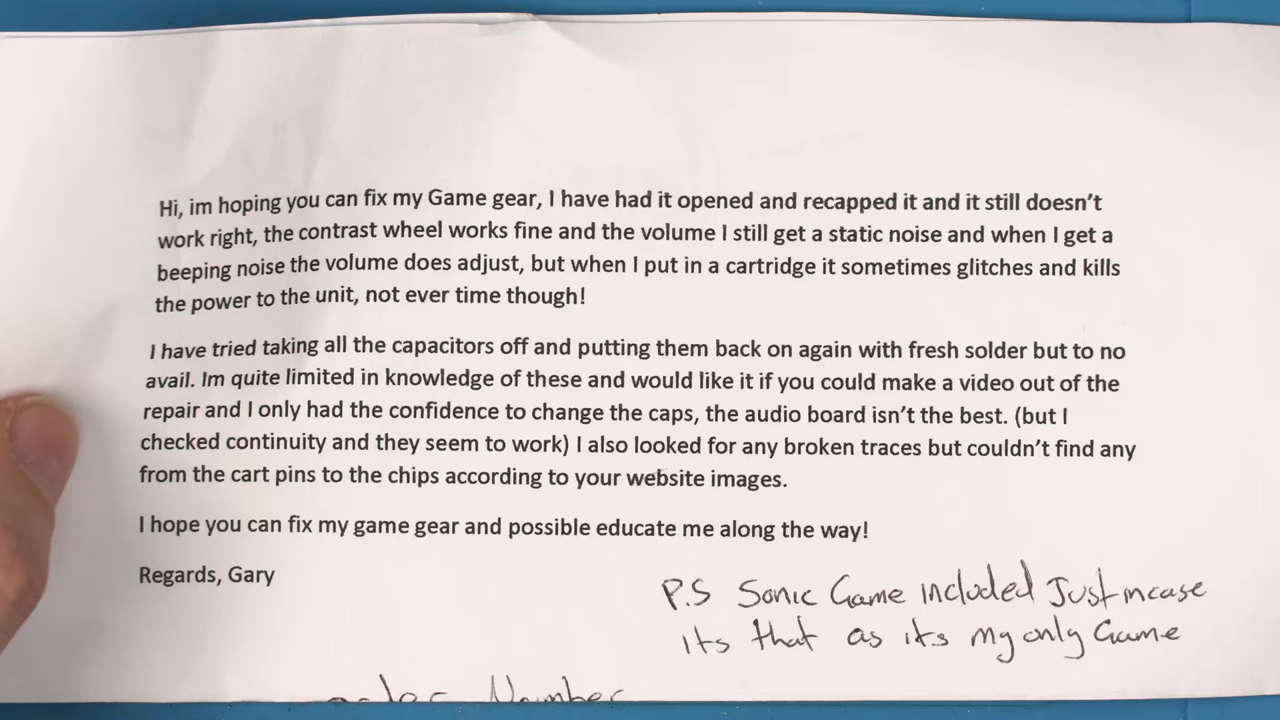 Hi, im hoping you can fix my Game gear, I have had it opened and recapped it and it still doesn't
work right, the contrast wheel works fine and the volume I still get a static noise and when I get a
beeping noise the volume does adjust, but when I put in a cartridge it sometimes glitches and kills
the power to the unit, not ever time though!
I have tried taking all the capacitors off and putting them back on again with fresh solder but to no
avail. Im quite limited in knowledge of these and would like it if you could make a video out of the
repair and I only had the confidence to change the caps, the audio board isn't the best. (but I
checked continuity and they seem to work) I also looked for any broken traces but couldn't find any
from the cart pins to the chips according to your website images.
I hope you can fix my game gear and possible educate me along the way!
Regards, Gary
P.S Sonic Game included Just incase
its that as its my only Game
Number